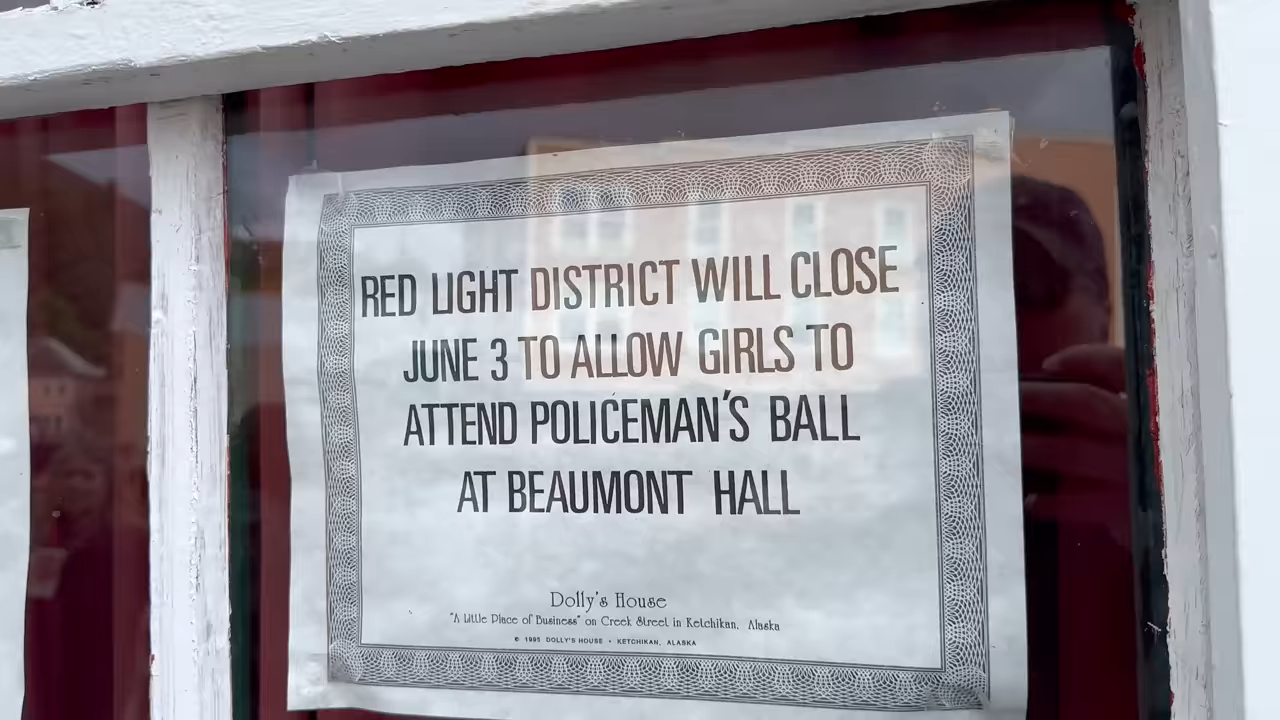 RED LIGHT DISTRICT WILL CLOSE
JUNE 3 TO ALLOW GIRLS TO
ATTEND POLICEMAN'S BALL
AT BEAUMONT HALL
Dolly's House
"A Little Place of Business" on Creek Street in Ketchikan, Alaska
© 1995 DOLLY'S HOUSE • KETCHIKAN, ALASKA